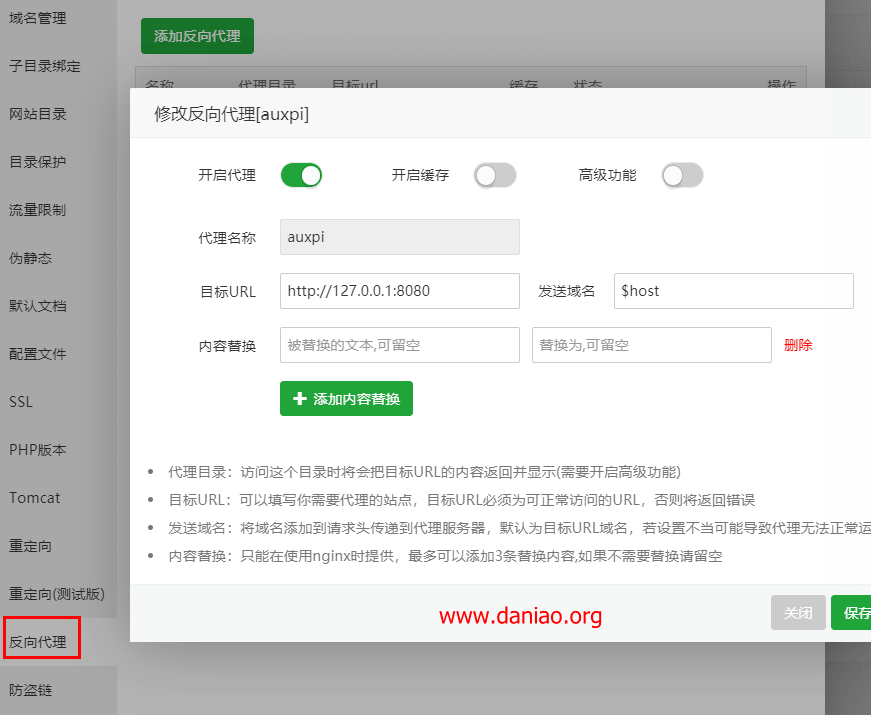 域名管理
子目录绑定
网站目录
目录保护
流量限制
伪静态
默认文档
配置文件
SSL
PHP版本
Tomcat
重定向
重定向(测试版)
反向代理
防盗链
添加反向代理
名称 代理目录 目标url 缓存 状态 操作
修改反向代理[auxpi]
开启代理 开启缓存 高级功能
代理名称 auxpi
目标URL http://127.0.0.1:8080 发送域名 $host
内容替换 被替换的文本,可留空 替换为,可留空 删除
添加内容替换
代理目录：访问这个目录时将会把目标URL的内容返回并显示(需要开启高级功能)
目标URL：可以填写你需要代理的站点，目标URL必须为可正常访问的URL，否则将返回错误
发送域名：将域名添加到请求头传递到代理服务器，默认为目标URL域名，若设置不当可能导致代理无法正常运
内容替换：只能在使用nginx时提供，最多可以添加3条替换内容,如果不需要替换请留空
www.daniao.org
关闭 保存